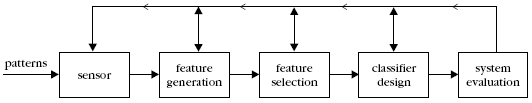 patterns
sensor
feature
generation
feature
selection
classifier
design
system
evaluation